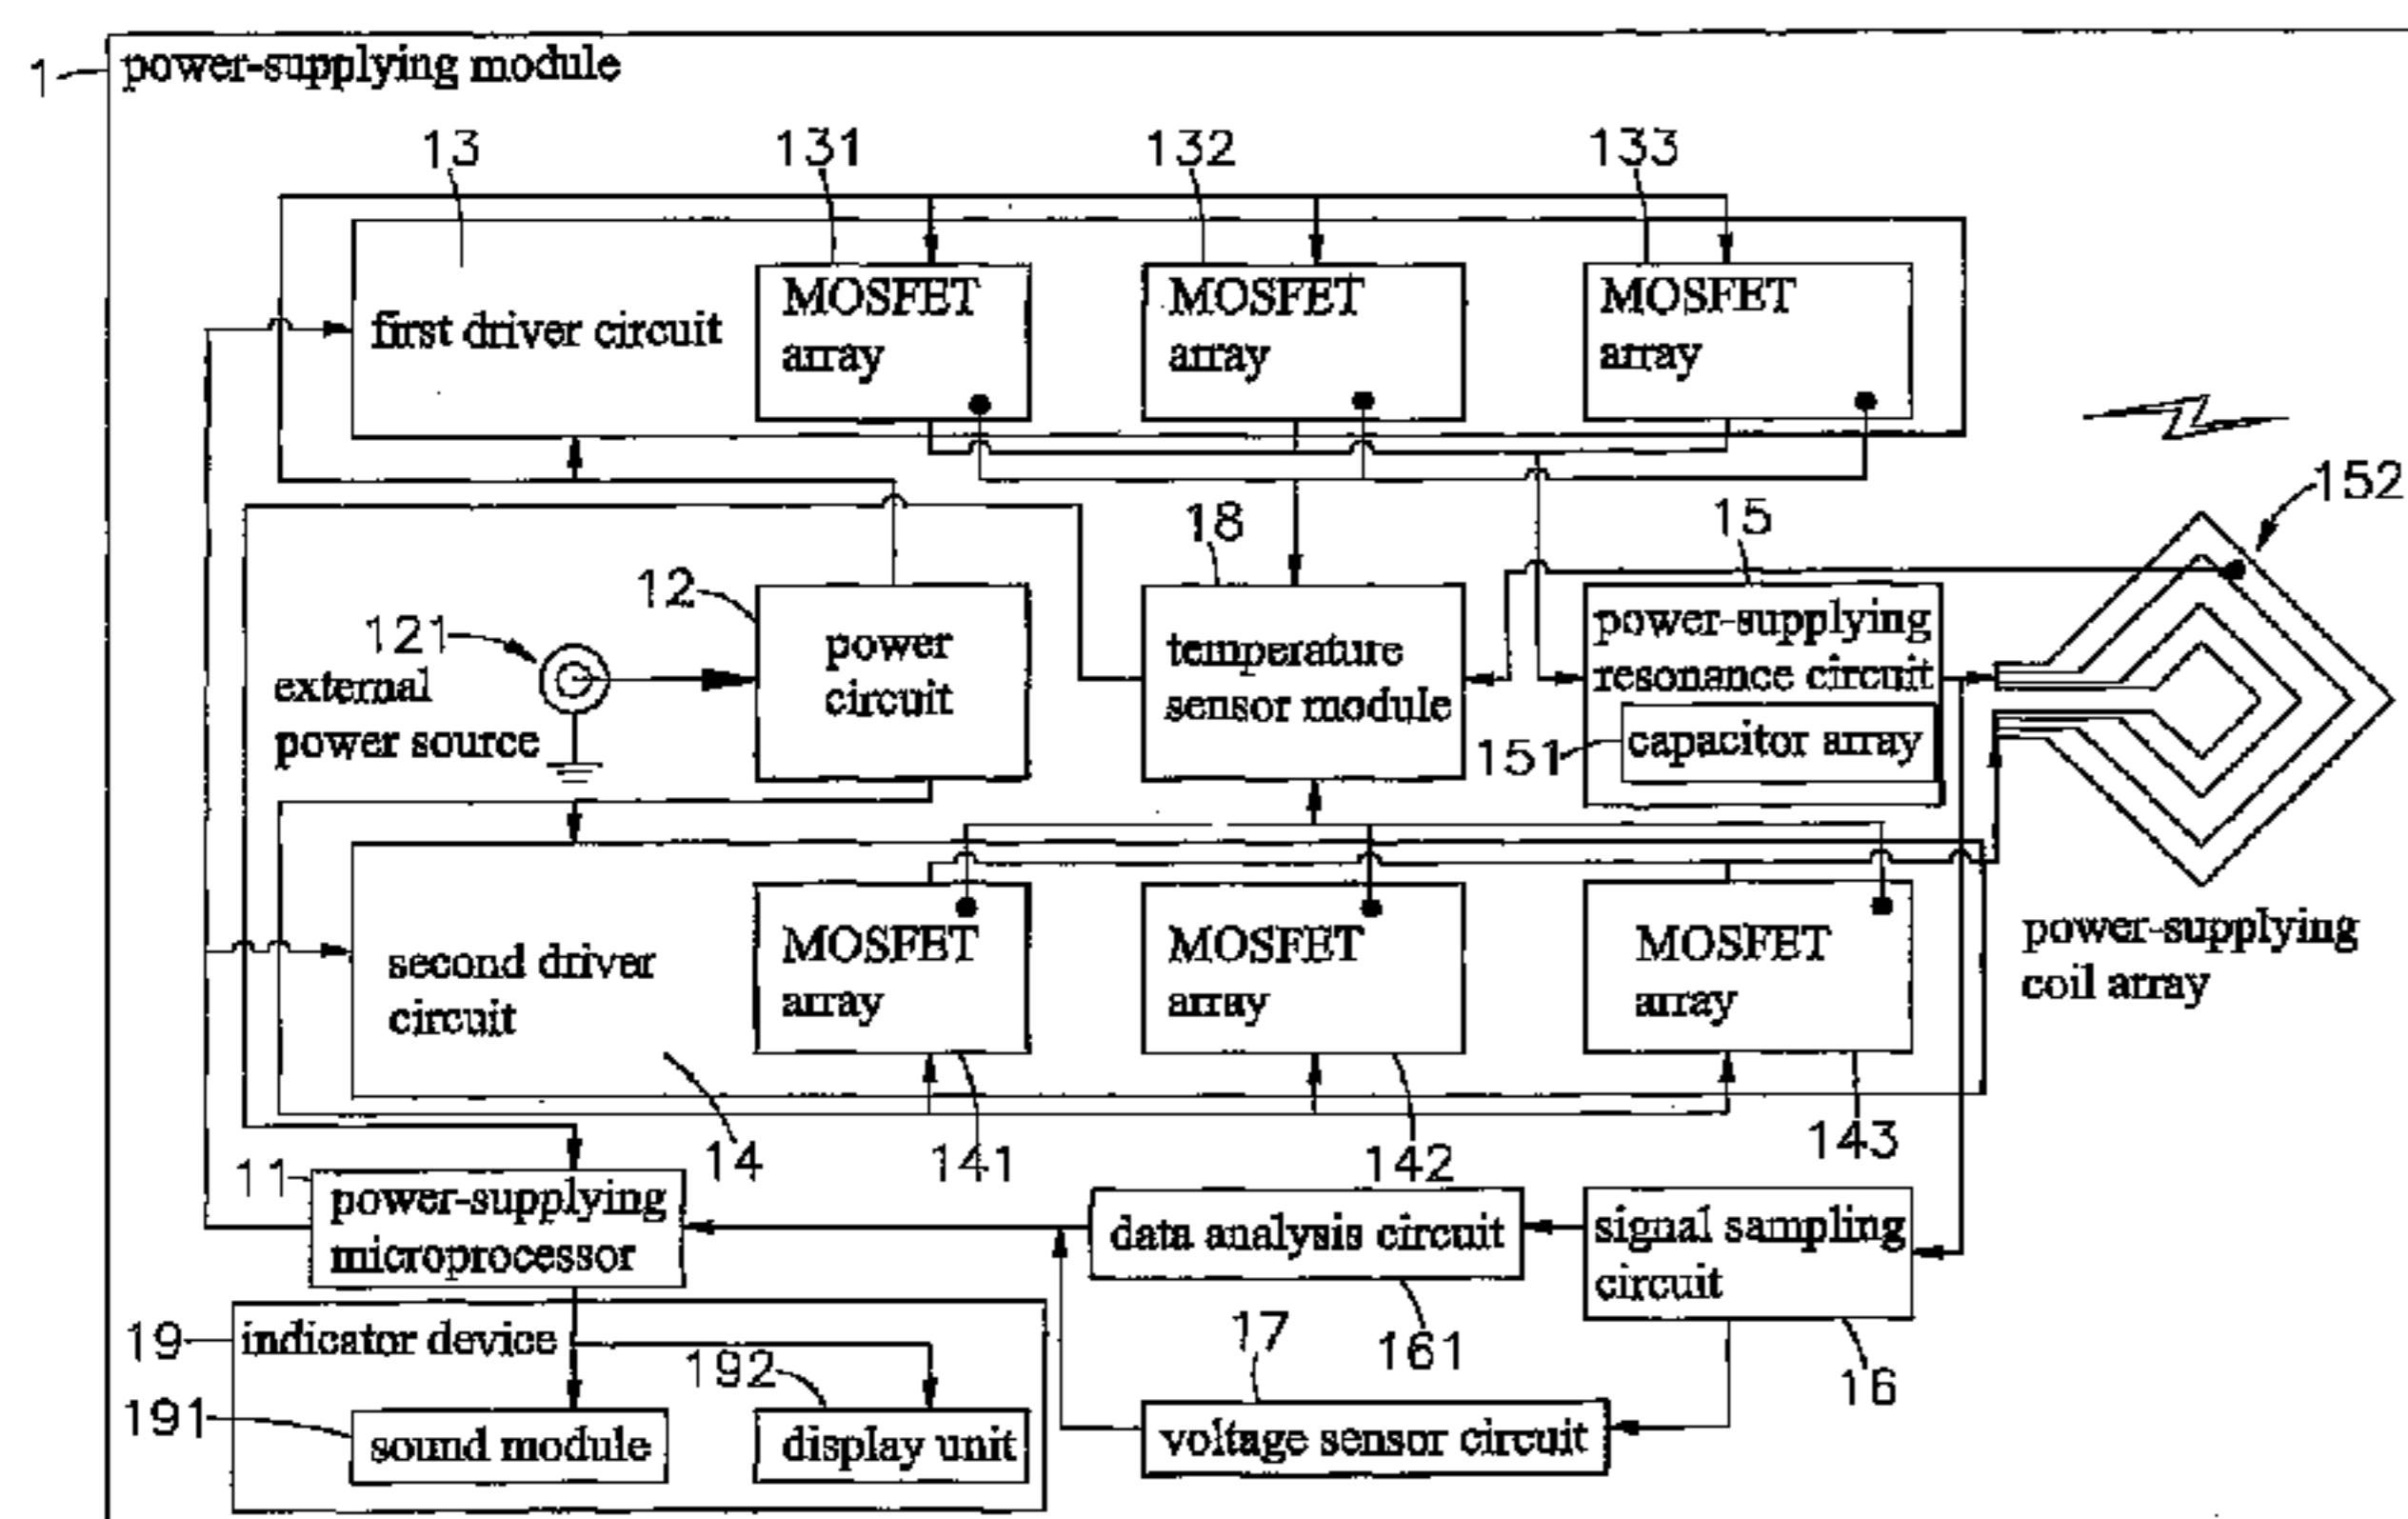 1
power-supplying module
13
131
132
133
first driver circuit
MOSFET
array
MOSFET
array
MOSFET
array
152
18
15
12
121
external
power source
power
circuit
temperature
sensor module
power-supplying
resonance circuit
151
capacitor array
second driver
circuit
MOSFET
array
MOSFET
array
MOSFET
array
power-supplying
coil array
14
141
142
143
11
power-supplying
microprocessor
data analysis circuit
signal sampling
circuit
19
indicator device
192
17
161
16
191
sound module
display unit
voltage sensor circuit